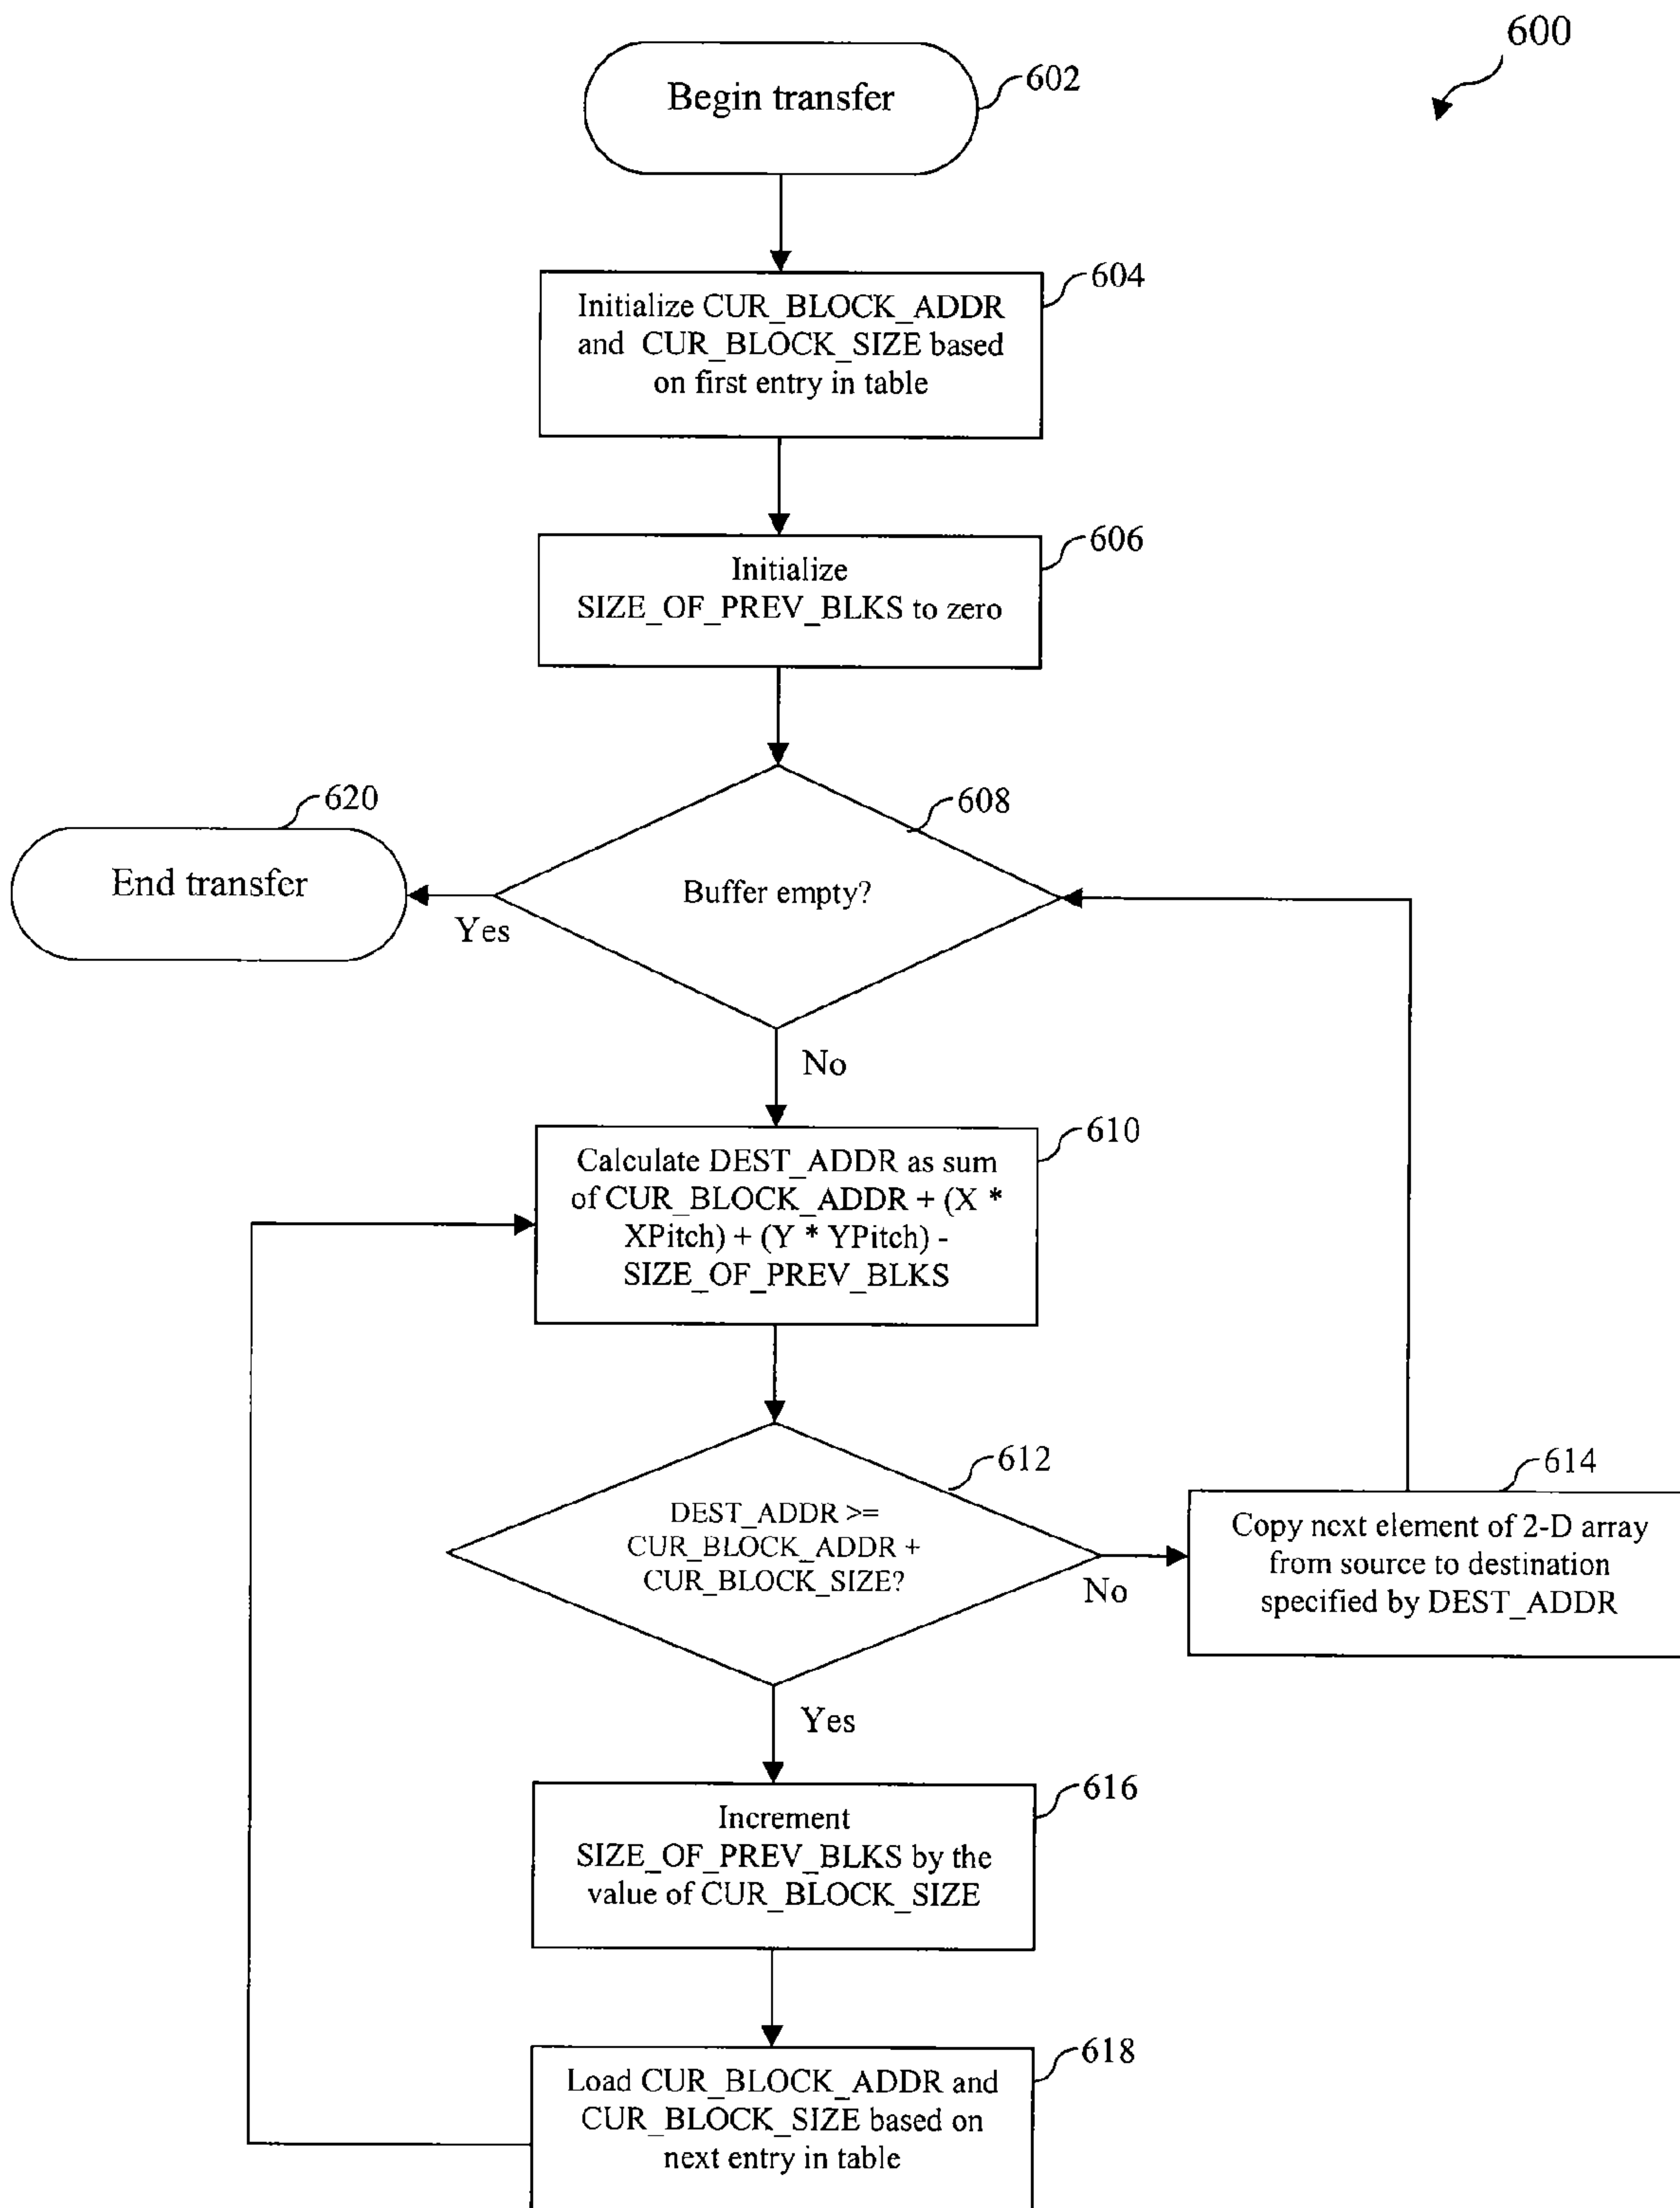 600
Begin transfer
602
Initialize CUR_BLOCK_ADDR
and CUR_BLOCK_SIZE based
on first entry in table
604
Initialize
SIZE_OF_PREV_BLKS to zero
606
620
608
End transfer
Buffer empty?
Yes
No
Calculate DEST_ADDR as sum
of CUR_BLOCK_ADDR + (X *
XPitch) + (Y * YPitch) -
SIZE_OF_PREV_BLKS
610
DEST_ADDR >=
CUR_BLOCK_ADDR +
CUR_BLOCK_SIZE?
612
No
Copy next element of 2-D array
from source to destination
specified by DEST_ADDR
614
Yes
Increment
SIZE_OF_PREV_BLKS by the
value of CUR_BLOCK_SIZE
616
Load CUR_BLOCK_ADDR and
CUR_BLOCK_SIZE based on
next entry in table
618